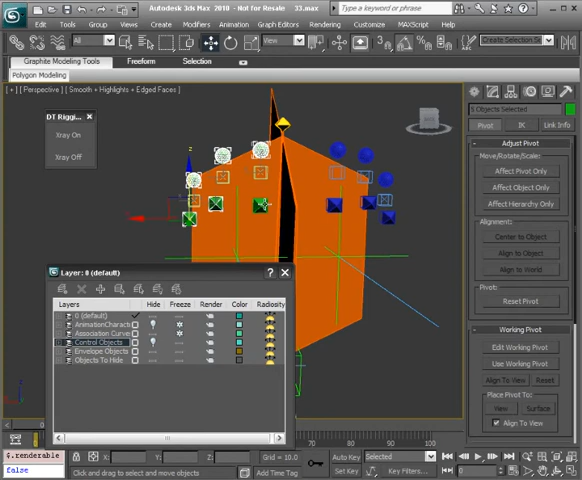 Autodesk 3ds Max 2010 - Not for Resale 33.max
Type a keyword or phrase
Edit Tools Group Views Create Modifiers Animation Graph Editors Rendering Customize MAXScript Help
All View Create Selection Se
Graphite Modeling Tools Freeform Selection
Polygon Modeling
[ + ] [ Perspective ] [ Smooth + Highlights + Edged Faces ]
DT Riggi...
Xray On
Xray Off
z
Layer: 0 (default)
Layers Hide Freeze Render Color Radiosity
0 (default)
AnimationCharact
Association Curve
Control Objects
Envelope Objects
Objects To Hide
Objects Selected
Pivot IK Link Info
Adjust Pivot
Move/Rotate/Scale:
Affect Pivot Only
Affect Object Only
Affect Hierarchy Only
Alignment:
Center to Object
Align to Object
Align to World
Pivot:
Reset Pivot
Working Pivot
Edit Working Pivot
Use Working Pivot
Align To View Reset
Place Pivot To:
View Surface
Align To View
70 80 90 100
$.renderable
false
X: Y: Z: Grid = 10.0
Click and drag to select and move objects
Add Time Tag
Auto Key Selected
Set Key Key Filters...
0